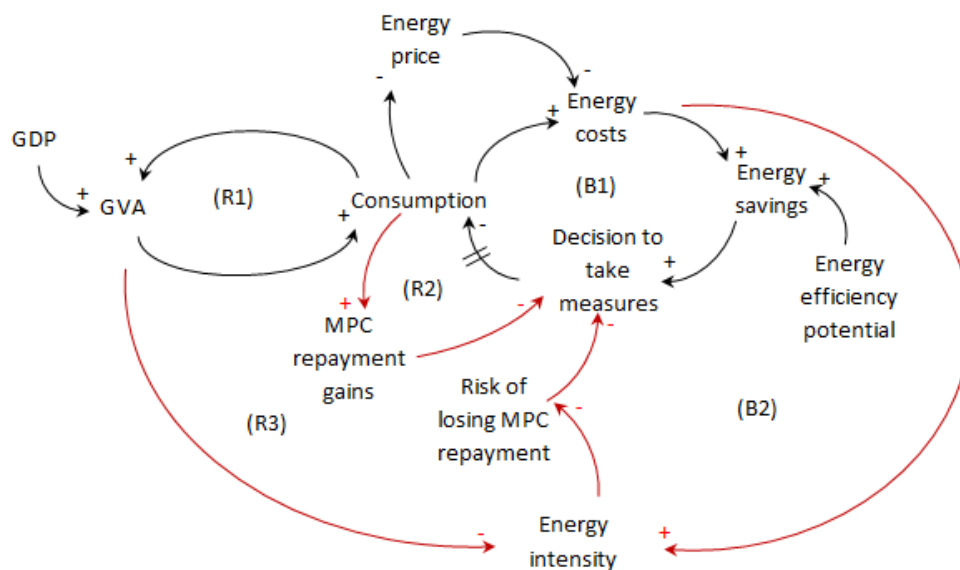 Energy
price
-
-
Energy
costs
+
GDP
+
GVA
+
(R1)
+
Consumption
-
(B1)
+
Energy
savings
+
Decision to
take
measures
+
-
Energy
efficiency
potential
(R2)
+
MPC
repayment
gains
-
Risk of
losing MPC
repayment
-
(R3)
(B2)
-
Energy
intensity
+